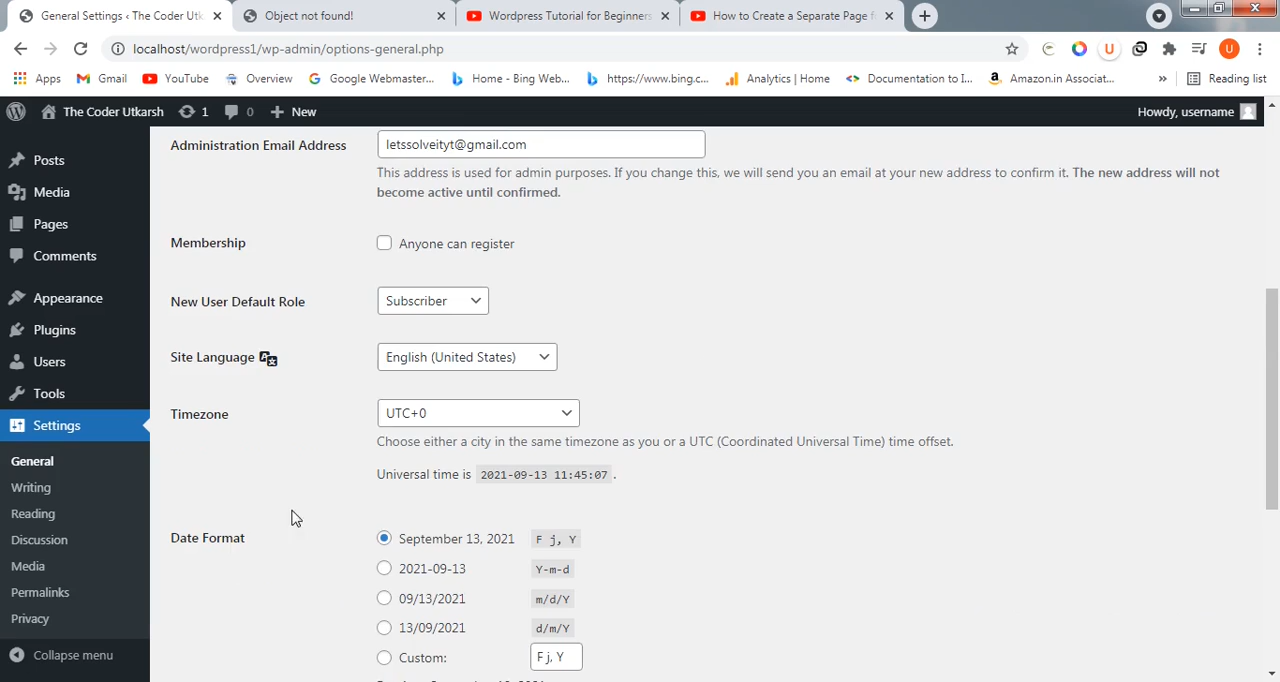 General Settings ‹ The Coder Utk
Object not found!
Wordpress Tutorial for Beginners
How to Create a Separate Page f
localhost/wordpress1/wp-admin/options-general.php
U
U
Apps
Gmail
YouTube
Overview
Google Webmaster...
Home - Bing Web...
https://www.bing.c...
Analytics | Home
Documentation to I...
Amazon.in Associat...
»
Reading list
The Coder Utkarsh
1
0
New
Howdy, username
Posts
Media
Pages
Comments
Appearance
Plugins
Users
Tools
Settings
General
Writing
Reading
Discussion
Media
Permalinks
Privacy
Collapse menu
Administration Email Address
letssolveityt@gmail.com
This address is used for admin purposes. If you change this, we will send you an email at your new address to confirm it. The new address will not
become active until confirmed.
Membership
Anyone can register
New User Default Role
Subscriber
Site Language
English (United States)
Timezone
UTC+0
Choose either a city in the same timezone as you or a UTC (Coordinated Universal Time) time offset.
Universal time is 2021-09-13 11:45:07 .
Date Format
September 13, 2021 F j, Y
2021-09-13 Y-m-d
09/13/2021 m/d/Y
13/09/2021 d/m/Y
Custom: F j, Y